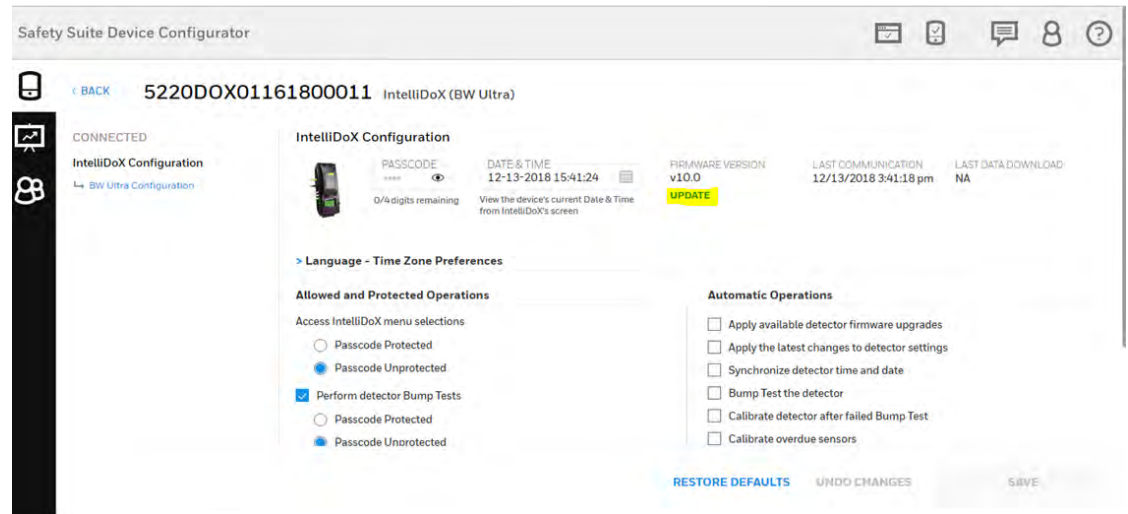 Safety Suite Device Configurator
< BACK 5220DOX01161800011 IntelliDoX (BW Ultra)
CONNECTED
IntelliDoX Configuration
BW Ultra Configuration
IntelliDoX Configuration
PASSCODE
----
0/4 digits remaining
DATE & TIME
12-13-2018 15:41:24
View the device's current Date & Time
from IntelliDoX's screen
FIRMWARE VERSION
v10.0
UPDATE
LAST COMMUNICATION
12/13/2018 3:41:18 pm
LAST DATA DOWNLOAD
NA
> Language - Time Zone Preferences
Allowed and Protected Operations
Access IntelliDoX menu selections
Passcode Protected
Passcode Unprotected
Perform detector Bump Tests
Passcode Protected
Passcode Unprotected
Automatic Operations
Apply available detector firmware upgrades
Apply the latest changes to detector settings
Synchronize detector time and date
Bump Test the detector
Calibrate detector after failed Bump Test
Calibrate overdue sensors
RESTORE DEFAULTS UNDO CHANGES SAVE